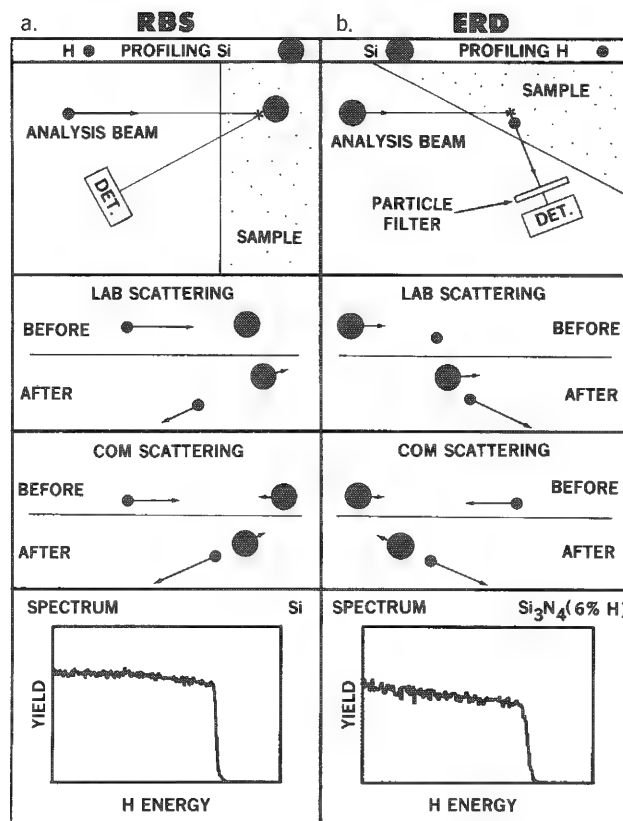 a. RBS
H PROFILING Si
ANALYSIS BEAM
DET.
SAMPLE
LAB SCATTERING
BEFORE
AFTER
COM SCATTERING
BEFORE
AFTER
SPECTRUM Si
YIELD
H ENERGY
b. ERD
Si PROFILING H
SAMPLE
ANALYSIS BEAM
PARTICLE
FILTER
DET.
LAB SCATTERING
BEFORE
AFTER
COM SCATTERING
BEFORE
AFTER
SPECTRUM Si3N4(6% H)
YIELD
H ENERGY